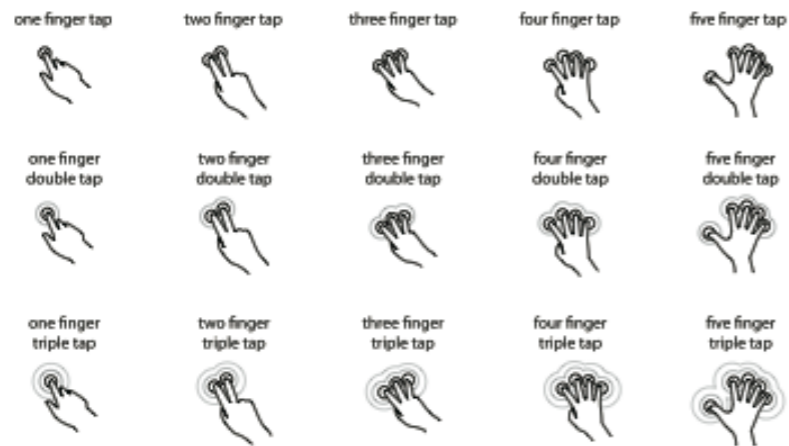 one finger tap
two finger tap
three finger tap
four finger tap
five finger tap
one finger
double tap
two finger
double tap
three finger
double tap
four finger
double tap
five finger
double tap
one finger
triple tap
two finger
triple tap
three finger
triple tap
four finger
triple tap
five finger
triple tap